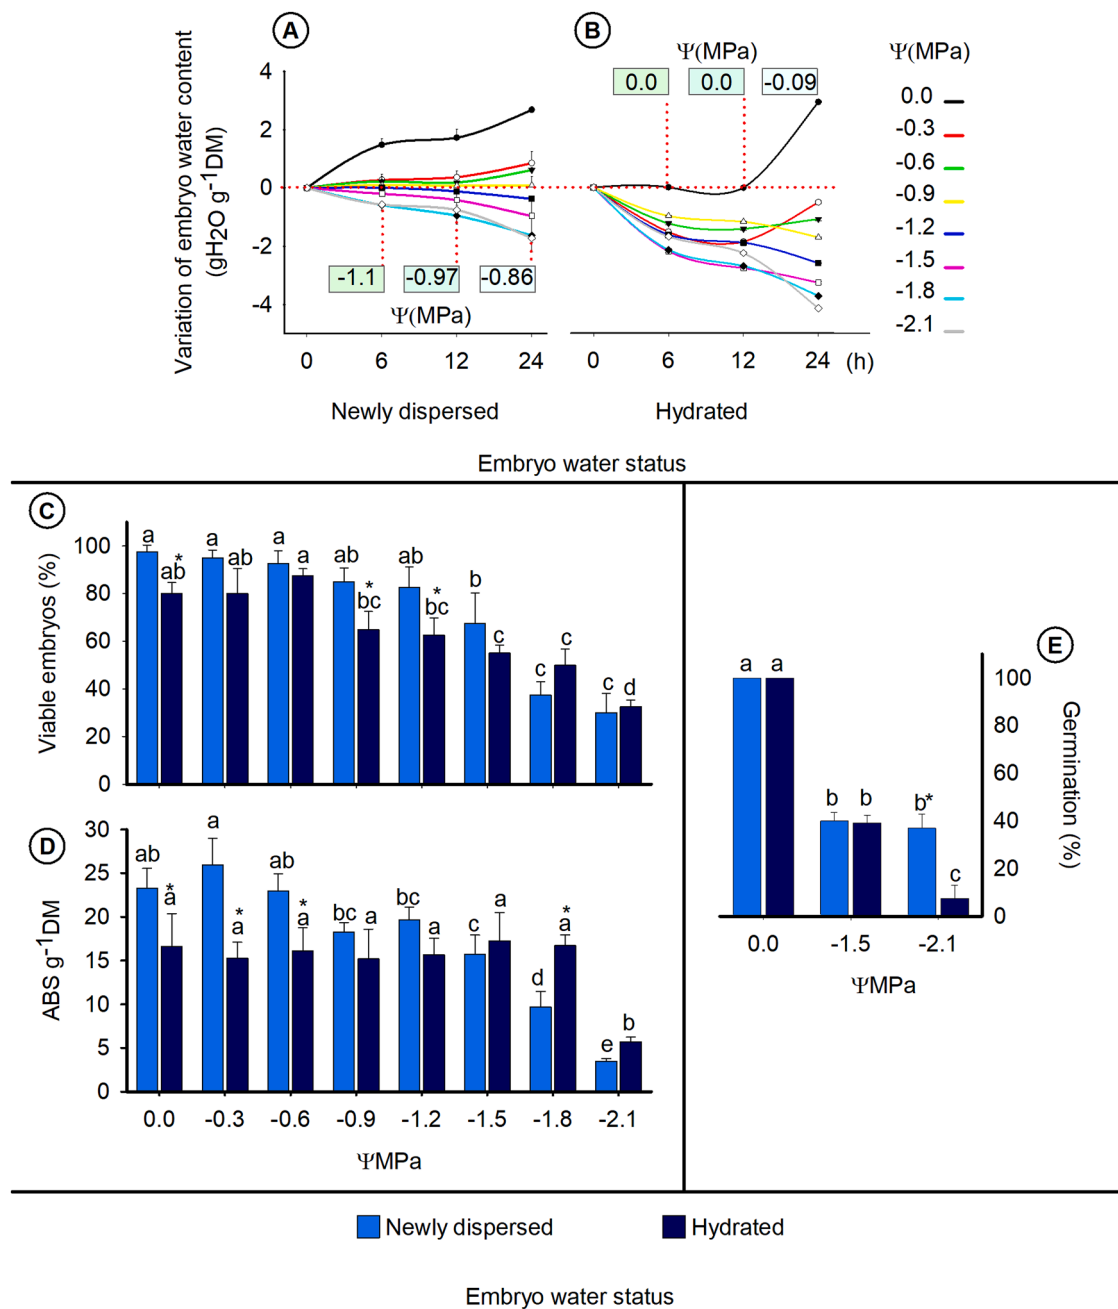 A
B
Ψ(MPa)
Ψ(MPa)
0.0
0.0
-0.09
4
2
0
-2
-4
Variation of embryo water content
(gH2O g-1DM)
-1.1
-0.97
-0.86
Ψ(MPa)
0.0
-0.3
-0.6
-0.9
-1.2
-1.5
-1.8
-2.1
0 6 12 24
0 6 12 24 (h)
Newly dispersed
Hydrated
Embryo water status
C
Viable embryos (%)
100
80
60
40
20
0
a ab * a ab a a ab bc * ab bc * b c c c c d
D
ABS g-1DM
30
25
20
15
10
5
0
ab a * a a * ab a * bc a bc a c a d a * e b
0.0 -0.3 -0.6 -0.9 -1.2 -1.5 -1.8 -2.1
ΨMPa
E
Germination (%)
100
80
60
40
20
0
a a b b b* c
0.0 -1.5 -2.1
ΨMPa
Newly dispersed
Hydrated
Embryo water status